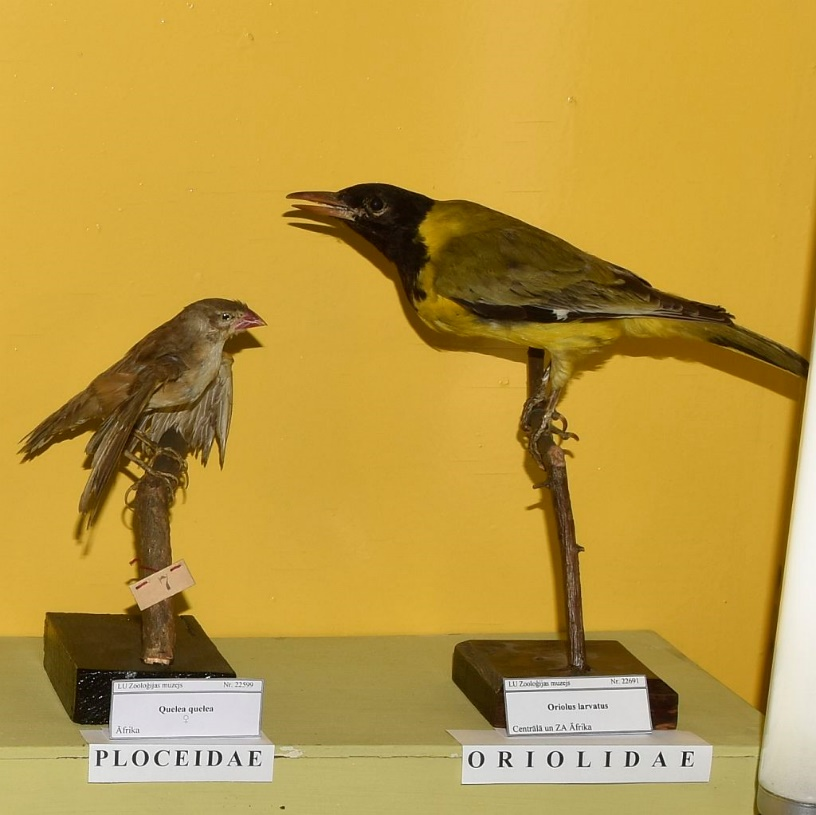 7
LU Zooloģijas muzejs Nr. 22599
Quelea quelea
♀
Āfrika
PLOCEIDAE
LU Zooloģijas muzejs Nr. 22691
Oriolus larvatus
Centrālā un ZA Āfrika
ORIOLIDAE